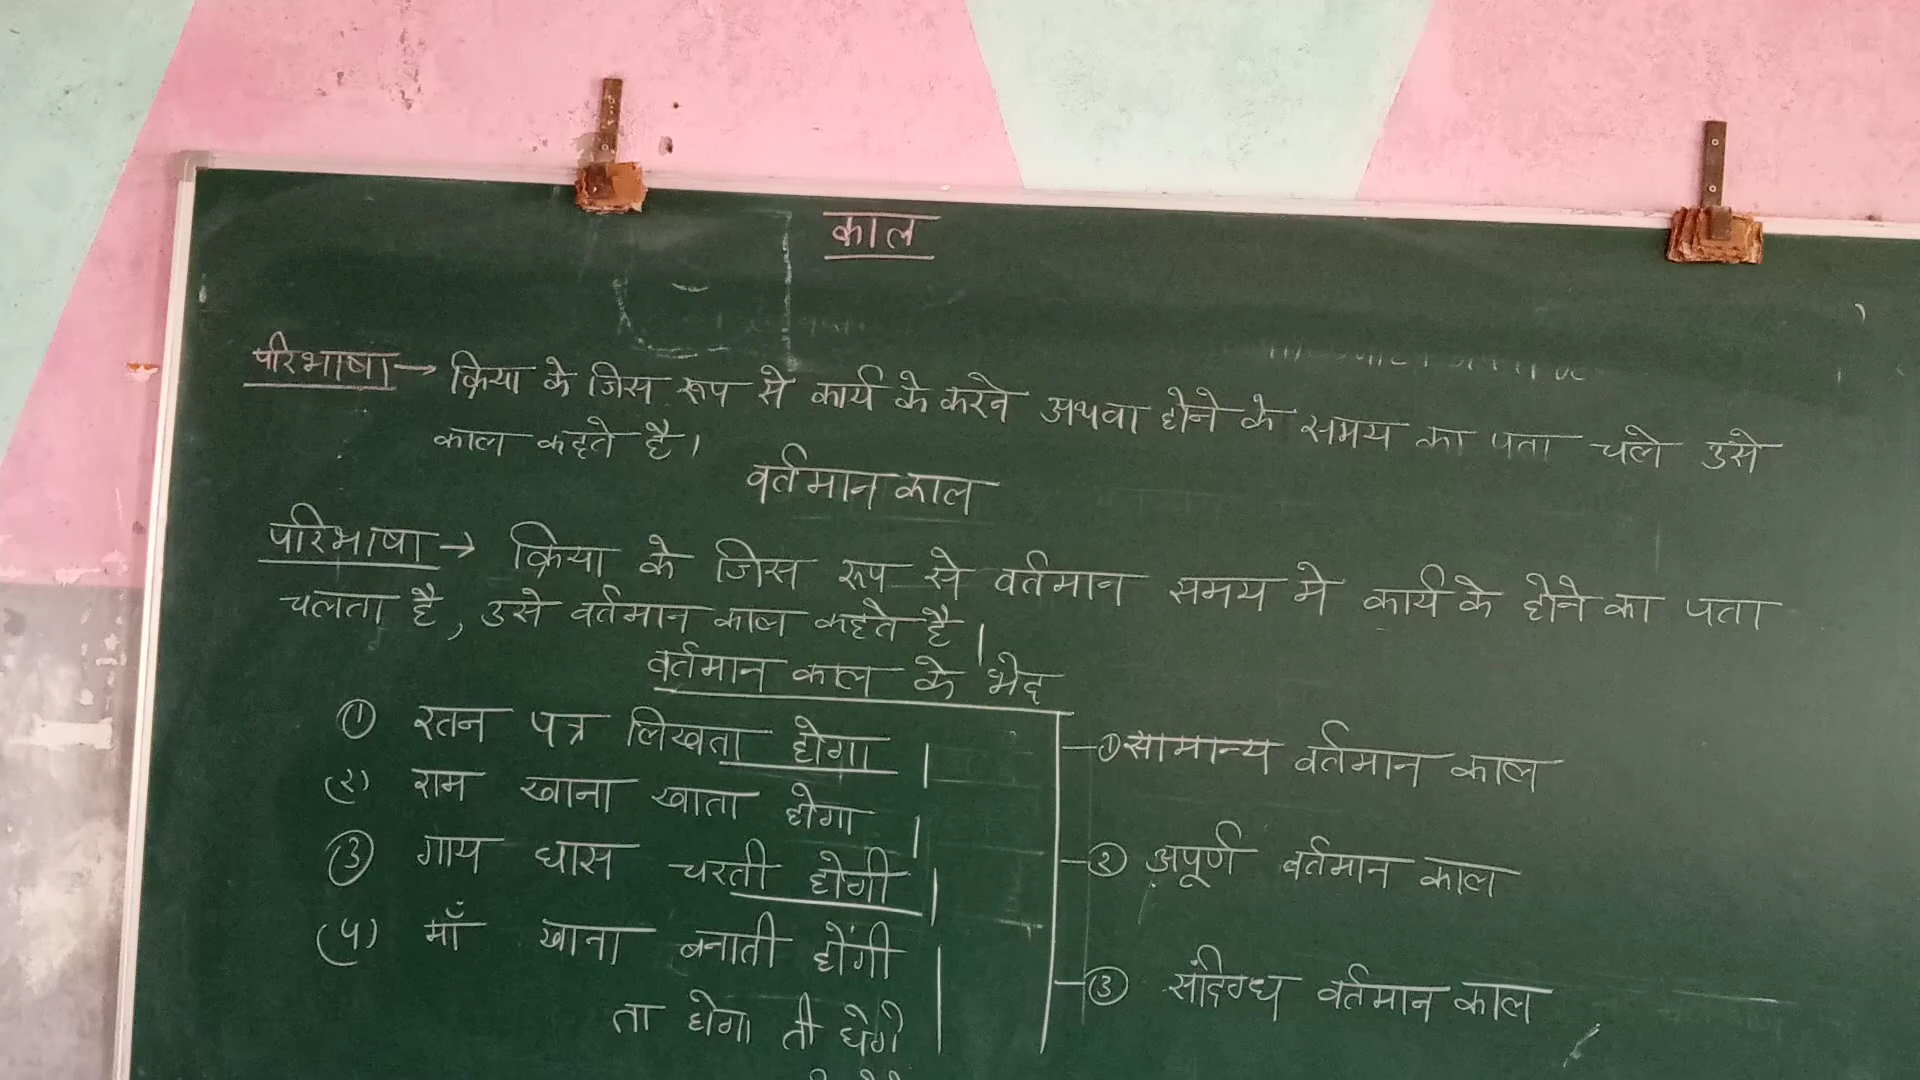 काल
परिभाषा → क्रिया के जिस रूप से कार्य के करने अथवा होने के समय का पता चले उसे
काल कहते है।
वर्तमान काल
परिभाषा → क्रिया के जिस रूप से वर्तमान समय मे कार्य के होने का पता
चलता है, उसे वर्तमान काल कहते है।
वर्तमान काल के भेद
① रतन पत्र लिखता होगा।
(२) राम खाना खाता होगा।
③ गाय घास चरती होगी।
(५) माँ खाना बनाती होंगी।
ता होगा ती
① सामान्य वर्तमान काल
② अपूर्ण वर्तमान काल
③ संदिग्ध वर्तमान काल